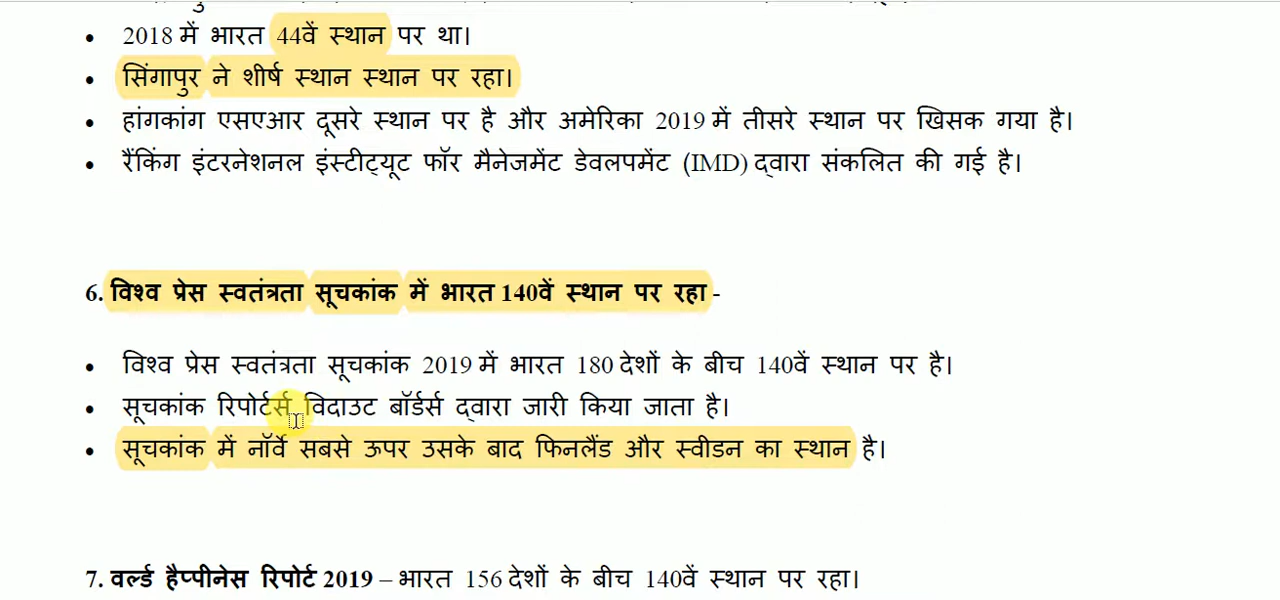 • 2018 में भारत 44वें स्थान पर था।
• सिंगापुर ने शीर्ष स्थान स्थान पर रहा।
• हांगकांग एसएआर दूसरे स्थान पर है और अमेरिका 2019 में तीसरे स्थान पर खिसक गया है।
• रैंकिंग इंटरनेशनल इंस्टीट्यूट फॉर मैनेजमेंट डेवलपमेंट (IMD) द्वारा संकलित की गई है।
6. विश्व प्रेस स्वतंत्रता सूचकांक में भारत 140वें स्थान पर रहा -
• विश्व प्रेस स्वतंत्रता सूचकांक 2019 में भारत 180 देशों के बीच 140वें स्थान पर है।
• सूचकांक रिपोर्टर्स विदाउट बॉर्डर्स द्वारा जारी किया जाता है।
• सूचकांक में नॉर्वे सबसे ऊपर उसके बाद फिनलैंड और स्वीडन का स्थान है।
7. वर्ल्ड हैप्पीनेस रिपोर्ट 2019 – भारत 156 देशों के बीच 140वें स्थान पर रहा।